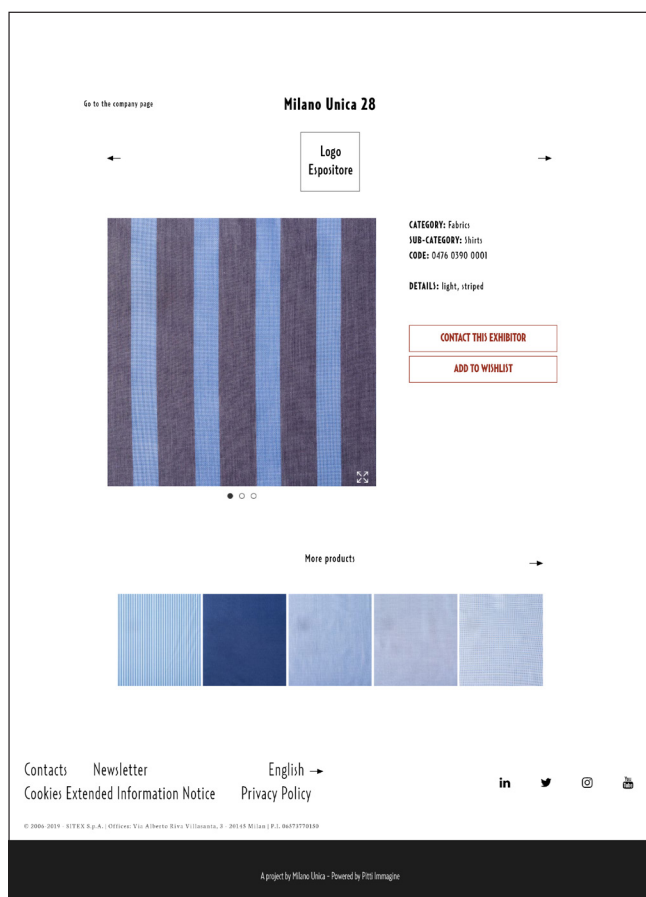 Go to the company page
Milano Unica 28
Logo
Espositore
CATEGORY: Fabrics
SUB-CATEGORY: Shirts
CODE: 0476 0390 0001
DETAILS: light, striped
CONTACT THIS EXHIBITOR
ADD TO WISHLIST
More products
Contacts Newsletter English
Cookies Extended Information Notice Privacy Policy
in
You
Tube
© 2006-2019 - SITEX S.p.A. | Offices: Via Alberto Riva Villasanta, 3 - 20145 Milan | P.I. 06573770150
A project by Milano Unica - Powered by Pitti Immagine